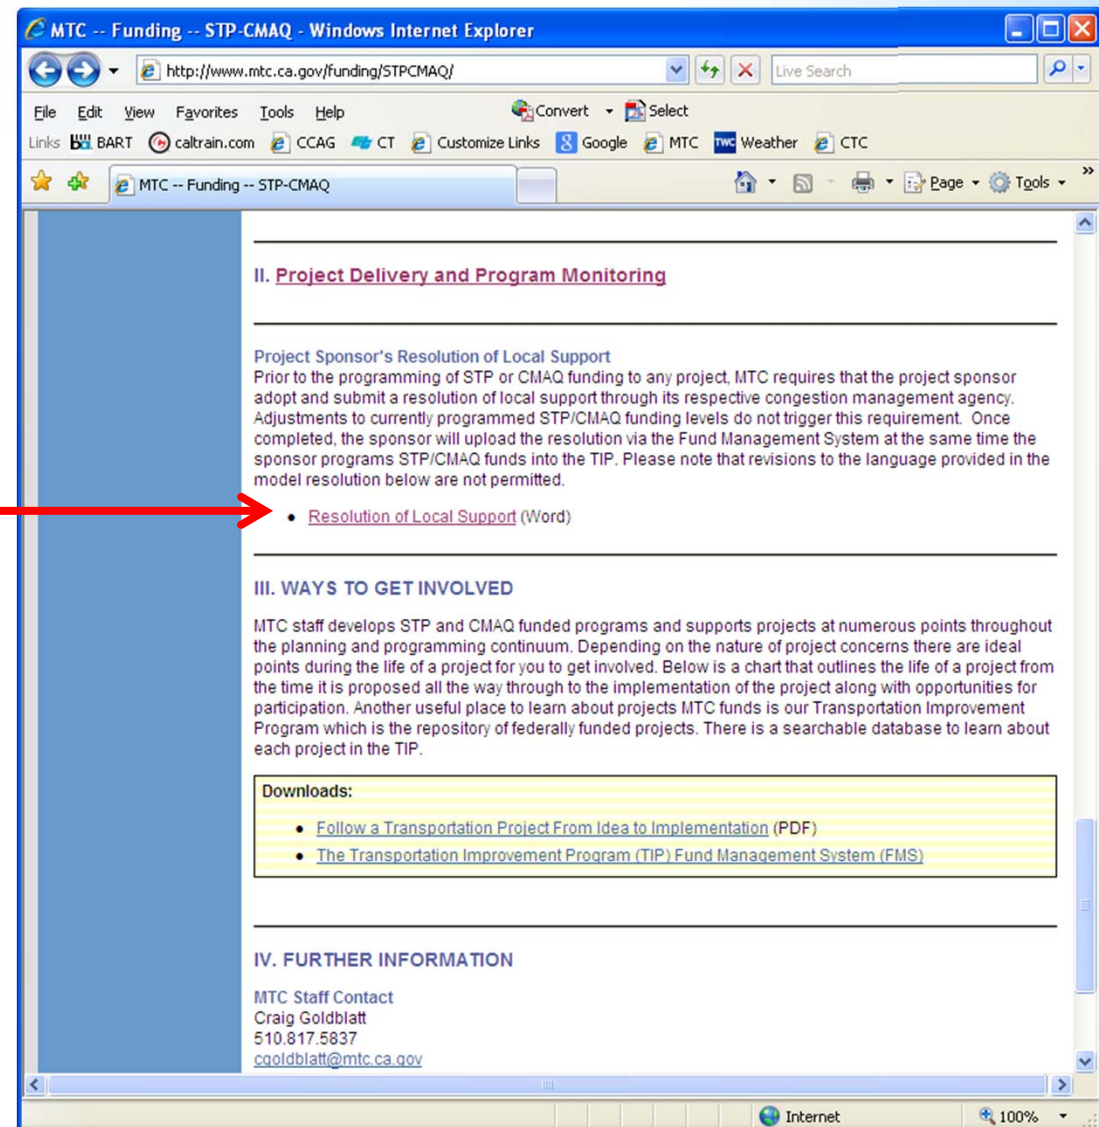 MTC -- Funding -- STP-CMAQ - Windows Internet Explorer
http://www.mtc.ca.gov/funding/STPCMAQ/
Live Search
File Edit View Favorites Tools Help
Convert Select
Links BART caltrain.com CCAG CT Customize Links Google MTC TWC Weather CTC
MTC -- Funding -- STP-CMAQ
Page Tools
II. Project Delivery and Program Monitoring
Project Sponsor's Resolution of Local Support
Prior to the programming of STP or CMAQ funding to any project, MTC requires that the project sponsor
adopt and submit a resolution of local support through its respective congestion management agency.
Adjustments to currently programmed STP/CMAQ funding levels do not trigger this requirement. Once
completed, the sponsor will upload the resolution via the Fund Management System at the same time the
sponsor programs STP/CMAQ funds into the TIP. Please note that revisions to the language provided in the
model resolution below are not permitted.
• Resolution of Local Support (Word)
III. WAYS TO GET INVOLVED
MTC staff develops STP and CMAQ funded programs and supports projects at numerous points throughout
the planning and programming continuum. Depending on the nature of project concerns there are ideal
points during the life of a project for you to get involved. Below is a chart that outlines the life of a project from
the time it is proposed all the way through to the implementation of the project along with opportunities for
participation. Another useful place to learn about projects MTC funds is our Transportation Improvement
Program which is the repository of federally funded projects. There is a searchable database to learn about
each project in the TIP.
Downloads:
• Follow a Transportation Project From Idea to Implementation (PDF)
• The Transportation Improvement Program (TIP) Fund Management System (FMS)
IV. FURTHER INFORMATION
MTC Staff Contact
Craig Goldblatt
510.817.5837
cgoldblatt@mtc.ca.gov
Internet 100%